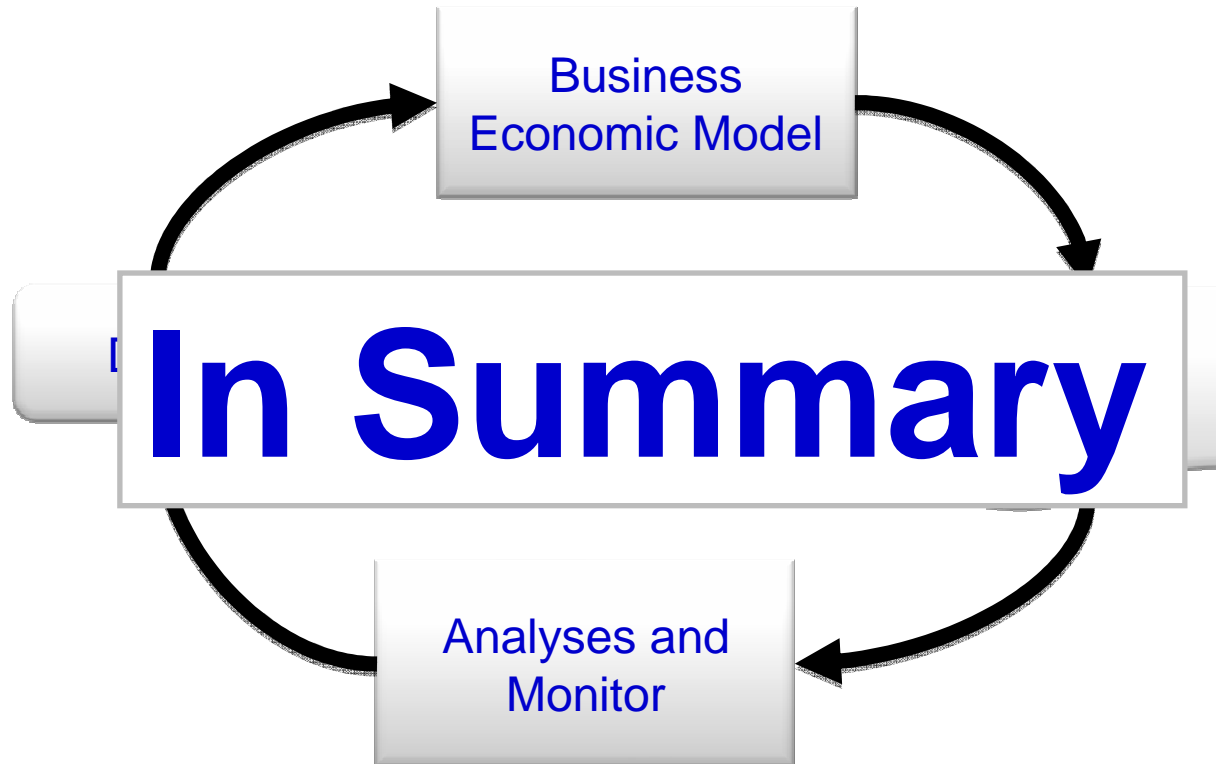 Business
Economic Model
In Summary
Analyses and
Monitor